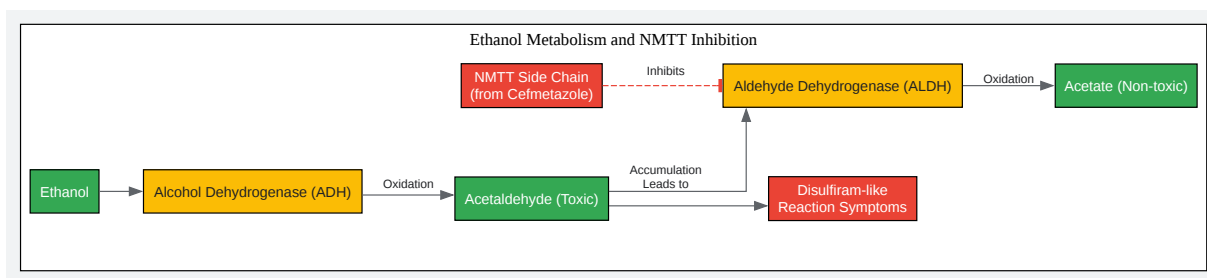 Ethanol Metabolism and NMTT Inhibition
NMTT Side Chain
(from Cefmetazole)
Inhibits
Aldehyde Dehydrogenase (ALDH)
Oxidation
Acetate (Non-toxic)
Ethanol
Alcohol Dehydrogenase (ADH)
Oxidation
Acetaldehyde (Toxic)
Accumulation
Leads to
Disulfiram-like
Reaction Symptoms